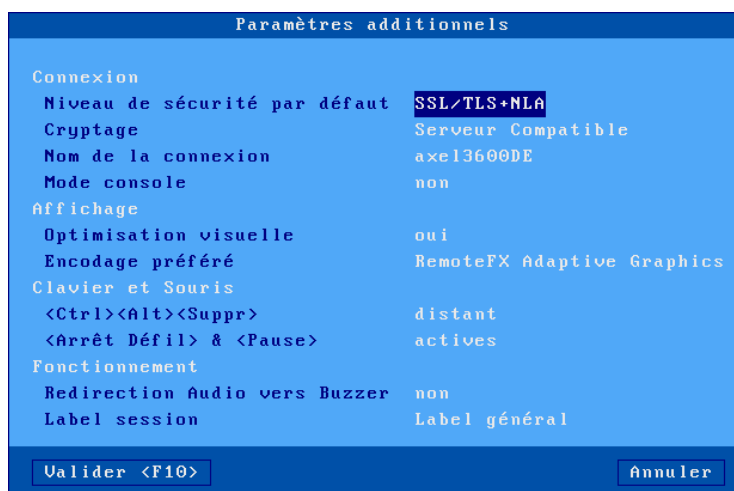 Paramètres additionnels
Connexion
Niveau de sécurité par défaut SSL/TLS+NLA
Cryptage Serveur Compatible
Nom de la connexion axel3600DE
Mode console non
Affichage
Optimisation visuelle oui
Encodage préféré RemoteFX Adaptive Graphics
Clavier et Souris
<Ctrl><Alt><Suppr> distant
<Arrêt Défil> & <Pause> actives
Fonctionnement
Redirection Audio vers Buzzer non
Label session Label général
Valider <F10> Annuler